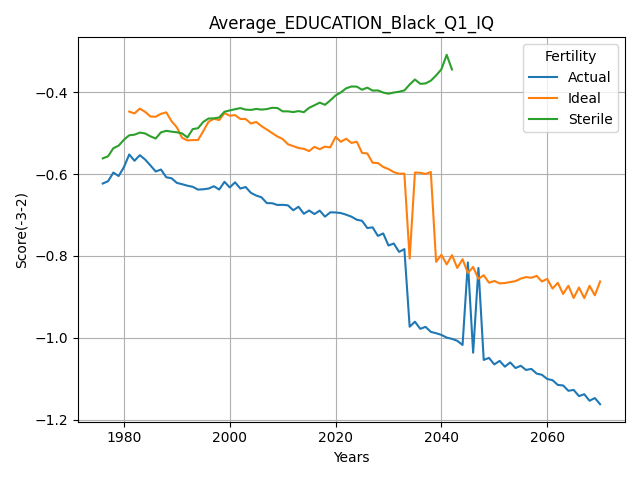 Average_EDUCATION_Black_Q1_IQ
Fertility
Actual
Ideal
Sterile
Score(-3-2)
−0.4
−0.6
−0.8
−1.0
−1.2
1980
2000
2020
2040
2060
Years